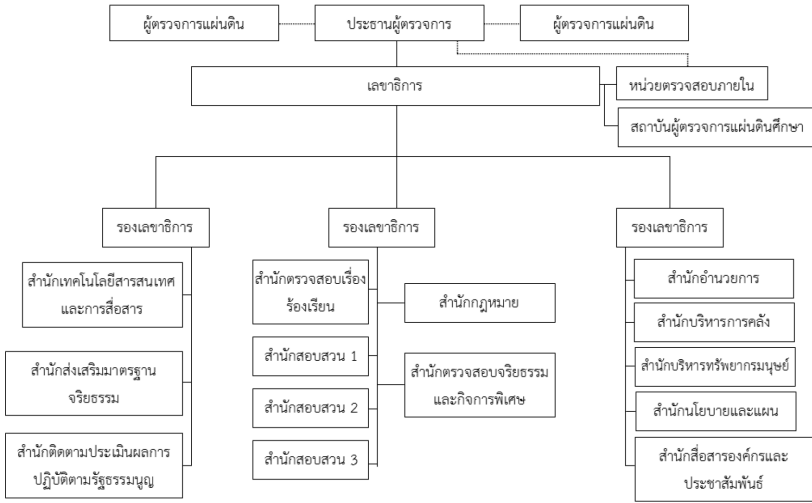 ผู้ตรวจการแผ่นดิน
ประธานผู้ตรวจการ
ผู้ตรวจการแผ่นดิน
เลขาธิการ
หน่วยตรวจสอบภายใน
สถาบันผู้ตรวจการแผ่นดินศึกษา
รองเลขาธิการ
รองเลขาธิการ
รองเลขาธิการ
สำนักเทคโนโลยีสารสนเทศ
และการสื่อสาร
สำนักส่งเสริมมาตรฐาน
จริยธรรม
สำนักติดตามประเมินผลการ
ปฏิบัติตามรัฐธรรมนูญ
สำนักตรวจสอบเรื่อง
ร้องเรียน
สำนักสอบสวน 1
สำนักสอบสวน 2
สำนักสอบสวน 3
สำนักกฎหมาย
สำนักตรวจสอบจริยธรรม
และกิจการพิเศษ
สำนักอำนวยการ
สำนักบริหารการคลัง
สำนักบริหารทรัพยากรมนุษย์
สำนักนโยบายและแผน
สำนักสื่อสารองค์กรและ
ประชาสัมพันธ์